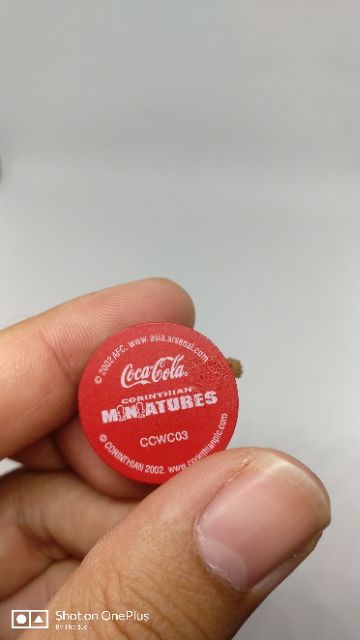 © 2002 AFC. www.asia.arsenal.com
Coca-Cola
CORINTHIAN
MINIATURES
CCWC03
© CORINTHIAN 2002. www.corinthianplc.com
Shot on OnePlus